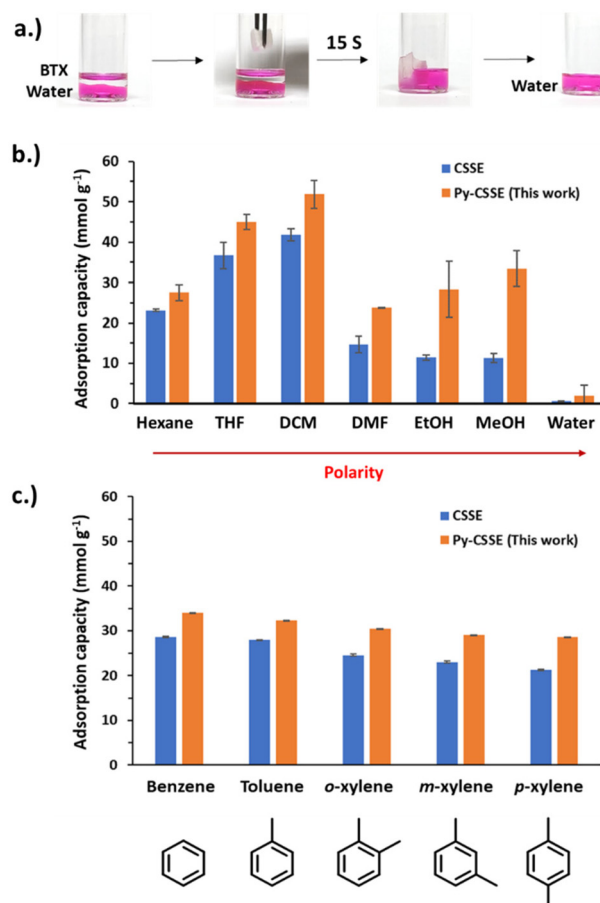 a.)
15 S
BTX
Water
Water
b.)
Adsorption capacity (mmol g⁻¹)
60
50
40
30
20
10
0
CSSE
Py-CSSE (This work)
Hexane THF DCM DMF EtOH MeOH Water
Polarity
c.)
Adsorption capacity (mmol g⁻¹)
60
50
40
30
20
10
0
CSSE
Py-CSSE (This work)
Benzene Toluene o-xylene m-xylene p-xylene